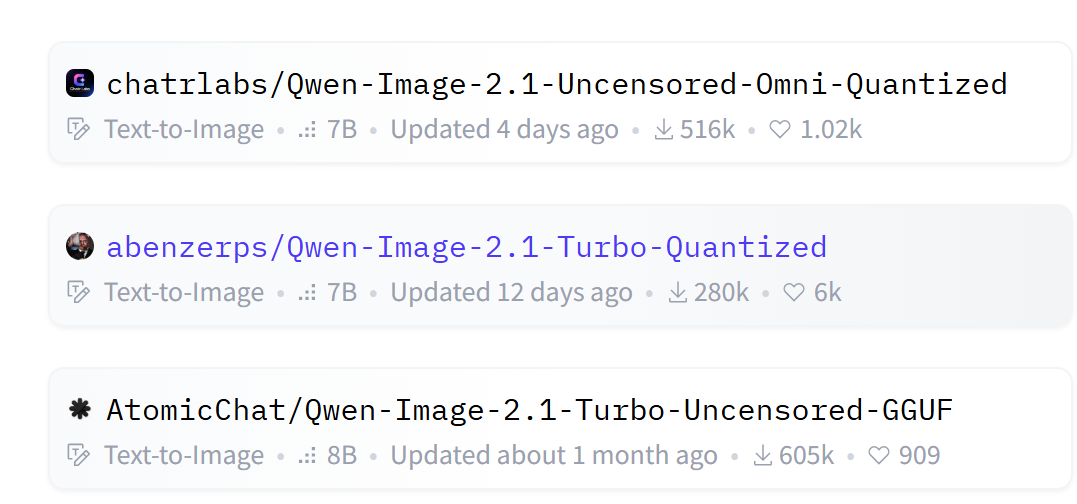 chatrlabs/Qwen-Image-2.1-Uncensored-Omni-Quantized
Text-to-Image • 7B • Updated 4 days ago • 516k • 1.02k
abenzerps/Qwen-Image-2.1-Turbo-Quantized
Text-to-Image • 7B • Updated 12 days ago • 280k • 6k
AtomicChat/Qwen-Image-2.1-Turbo-Uncensored-GGUF
Text-to-Image • 8B • Updated about 1 month ago • 605k • 909